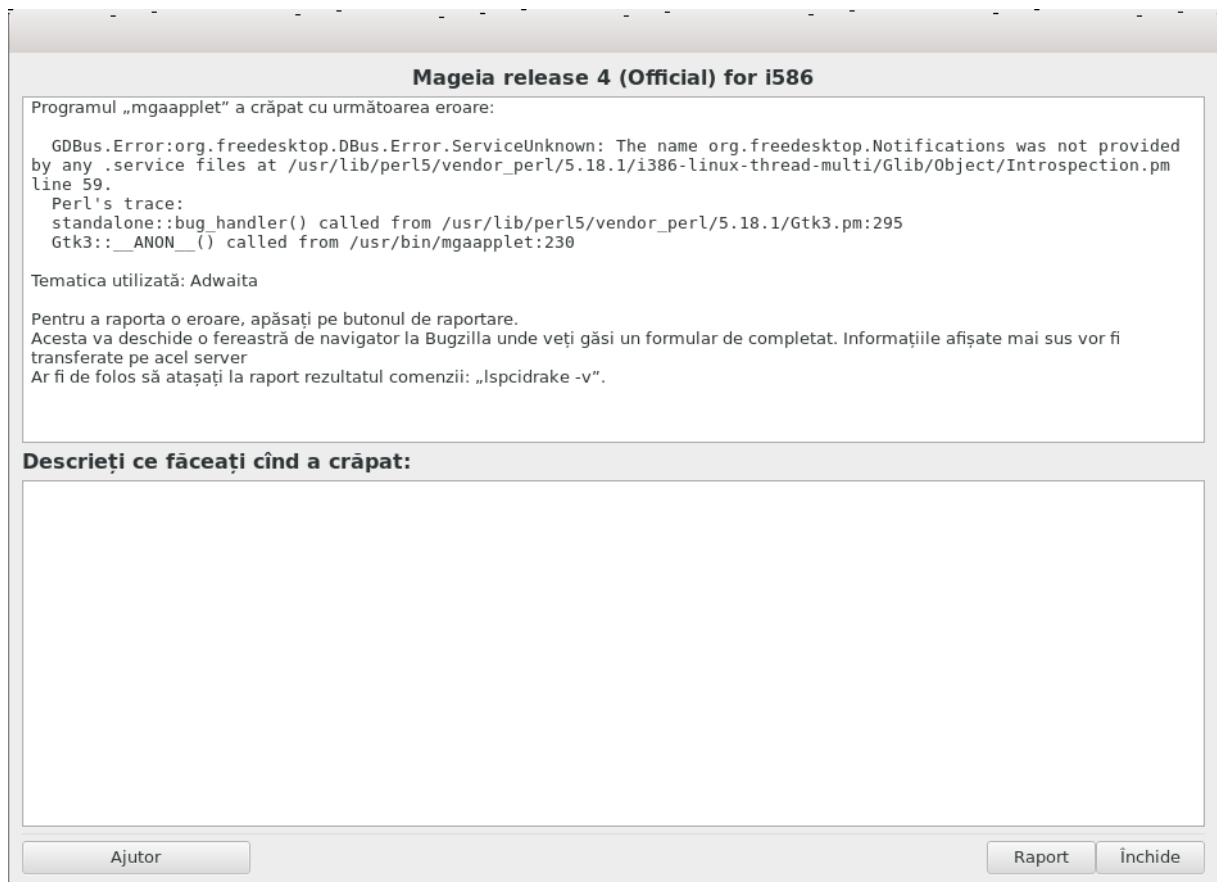 Mageia release 4 (Official) for i586
Programul „mgaapplet” a crăpat cu următoarea eroare:
GDBus.Error:org.freedesktop.DBus.Error.ServiceUnknown: The name org.freedesktop.Notifications was not provided
by any .service files at /usr/lib/perl5/vendor_perl/5.18.1/i386-linux-thread-multi/Glib/Object/Introspection.pm
line 59.
Perl's trace:
standalone::bug_handler() called from /usr/lib/perl5/vendor_perl/5.18.1/Gtk3.pm:295
Gtk3::__ANON__() called from /usr/bin/mgaapplet:230
Tematica utilizată: Adwaita
Pentru a raporta o eroare, apăsați pe butonul de raportare.
Acesta va deschide o fereastră de navigator la Bugzilla unde veți găsi un formular de completat. Informațiile afișate mai sus vor fi
transferate pe acel server
Ar fi de folos să atașați la raport rezultatul comenzii: „lspcidrake -v”.
Descrieți ce făceați cînd a crăpat:
Ajutor
Raport
Închide